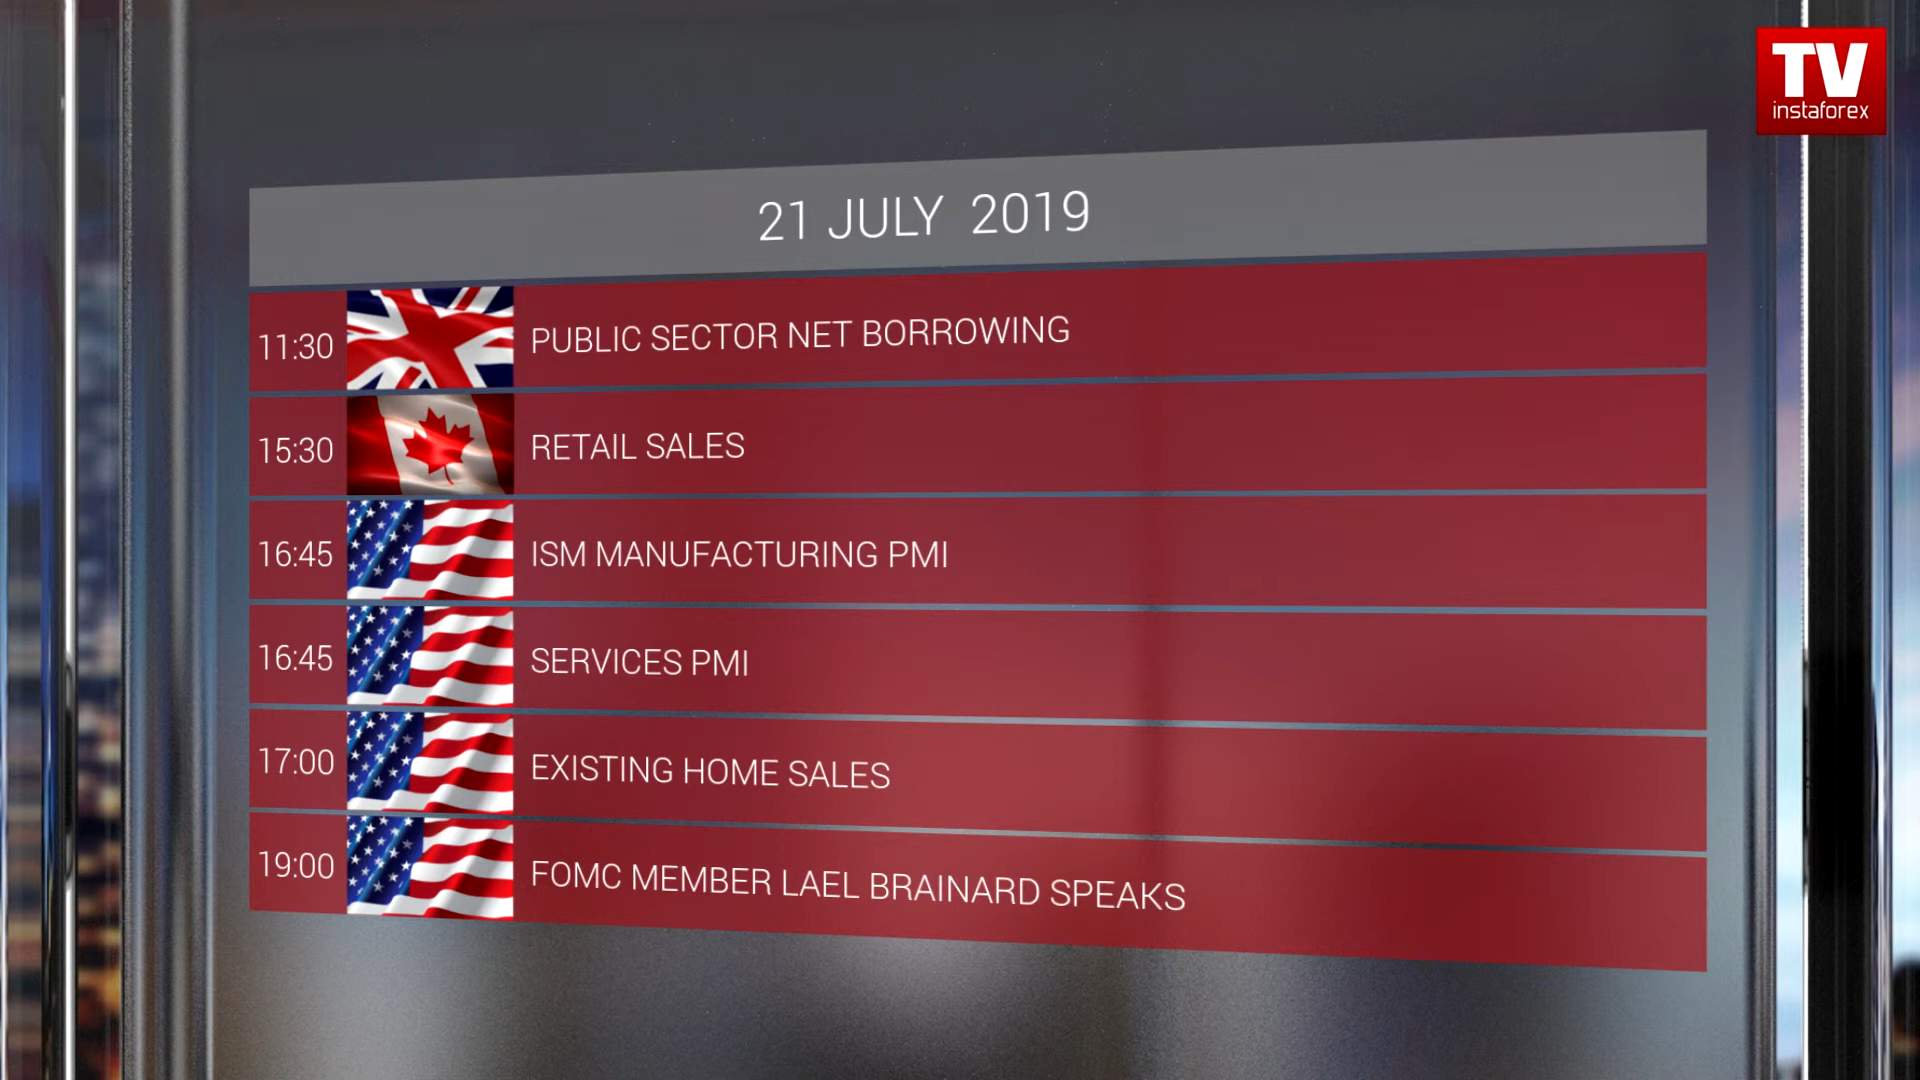 TV
instaforex
21 JULY 2019
11:30 PUBLIC SECTOR NET BORROWING
15:30 RETAIL SALES
16:45 ISM MANUFACTURING PMI
16:45 SERVICES PMI
17:00 EXISTING HOME SALES
19:00 FOMC MEMBER LAEL BRAINARD SPEAKS